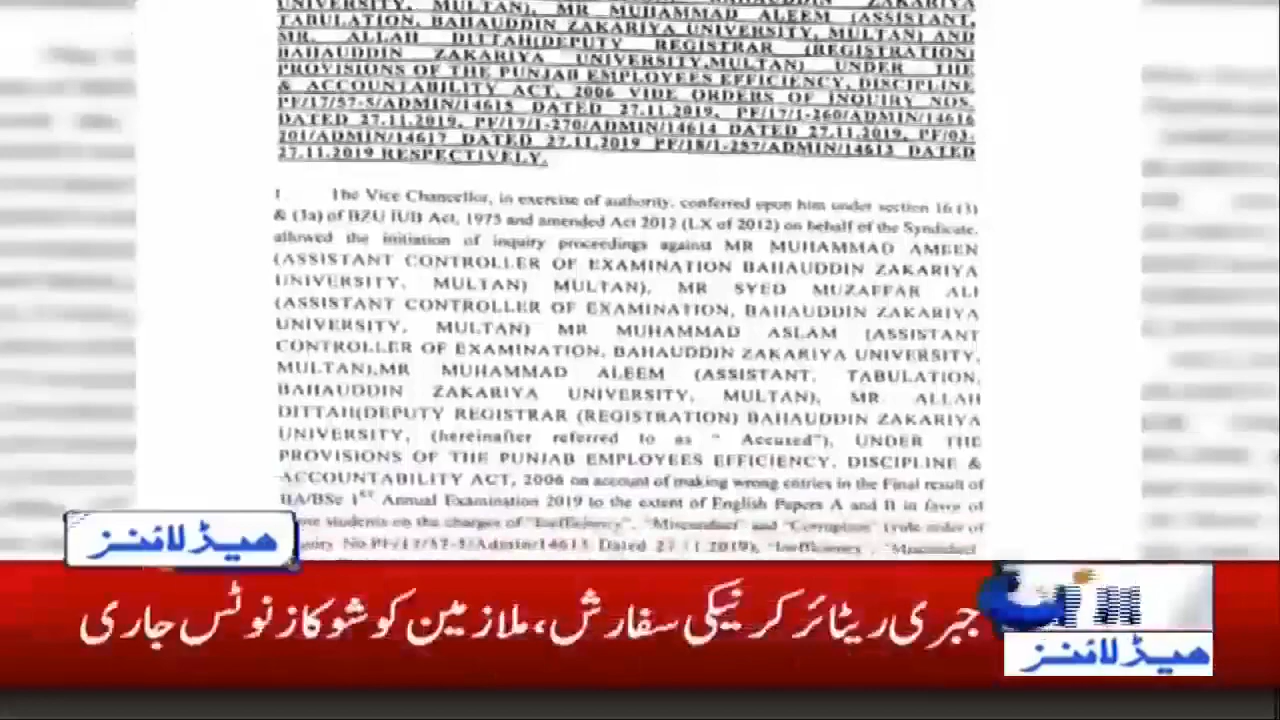 UNIVERSITY, MULTAN), MR MUHAMMAD ALEEM (ASSISTANT,
TABULATION, BAHAUDDIN ZAKARIYA UNIVERSITY, MULTAN) AND
MR. ALLAH DITTAH(DEPUTY REGISTRAR (REGISTRATION)
BAHAUDDIN ZAKARIYA UNIVERSITY,MULTAN) UNDER THE
PROVISIONS OF THE PUNJAB EMPLOYEES EFFICIENCY, DISCIPLINE
& ACCOUNTABILITY ACT, 2006 VIDE ORDERS OF INQUIRY NOS.
PF/17/57-S/ADMIN/14615 DATED 27.11.2019, PF/17/1-260/ADMIN/14616
DATED 27.11.2019, PF/17/1-270/ADMIN/14614 DATED 27.11.2019, PF/03-
201/ADMIN/14617 DATED 27.11.2019 PF/18/1-257/ADMIN/14613 DATED
27.11.2019 RESPECTIVELY.
1. The Vice Chancellor, in exercise of authority, conferred upon him under section 16 (3)
& (3a) of BZU IUB Act, 1975 and amended Act 2012 (LX of 2012) on behalf of the Syndicate,
allowed the initiation of inquiry proceedings against MR MUHAMMAD AMEEN
(ASSISTANT CONTROLLER OF EXAMINATION BAHAUDDIN ZAKARIYA
UNIVERSITY, MULTAN) MULTAN), MR SYED MUZAFFAR ALI
(ASSISTANT CONTROLLER OF EXAMINATION, BAHAUDDIN ZAKARIYA
UNIVERSITY, MULTAN) MR MUHAMMAD ASLAM (ASSISTANT
CONTROLLER OF EXAMINATION, BAHAUDDIN ZAKARIYA UNIVERSITY,
MULTAN),MR MUHAMMAD ALEEM (ASSISTANT, TABULATION,
BAHAUDDIN ZAKARIYA UNIVERSITY, MULTAN), MR. ALLAH
DITTAH(DEPUTY REGISTRAR (REGISTRATION) BAHAUDDIN ZAKARIYA
UNIVERSITY, (hereinafter referred to as " Accused"), UNDER THE
PROVISIONS OF THE PUNJAB EMPLOYEES EFFICIENCY, DISCIPLINE &
ACCOUNTABILITY ACT, 2006 on account of making wrong entries in the Final result of
BA/BSc 1ST Annual Examination 2019 to the extent of English Papers A and B in favor of
students on the charges of "Inefficiency", "Misconduct" and "Corruption" (vide order of
No.PF/17/57-S/Admin/14615 Dated 27.11.2019), "Inefficiency", "Misconduct
ھیڈلائنز
جبری ریٹائر کرنیکی سفارش، ملازمین کو شوکاز نوٹس جاری
ھیڈلائنز